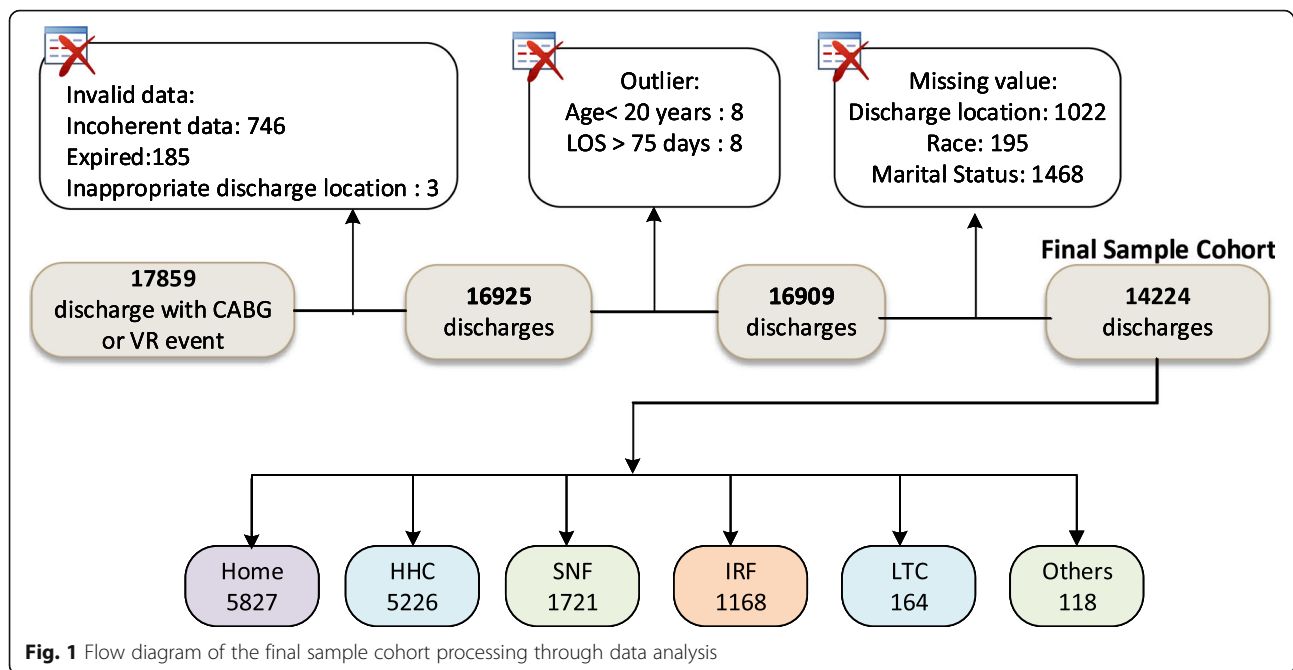 Invalid data:
Incoherent data: 746
Expired:185
Inappropriate discharge location : 3
Outlier:
Age< 20 years : 8
LOS > 75 days : 8
Missing value:
Discharge location: 1022
Race: 195
Marital Status: 1468
Final Sample Cohort
17859
discharge with CABG
or VR event
16925
discharges
16909
discharges
14224
discharges
Home
5827
HHC
5226
SNF
1721
IRF
1168
LTC
164
Others
118
Fig. 1 Flow diagram of the final sample cohort processing through data analysis